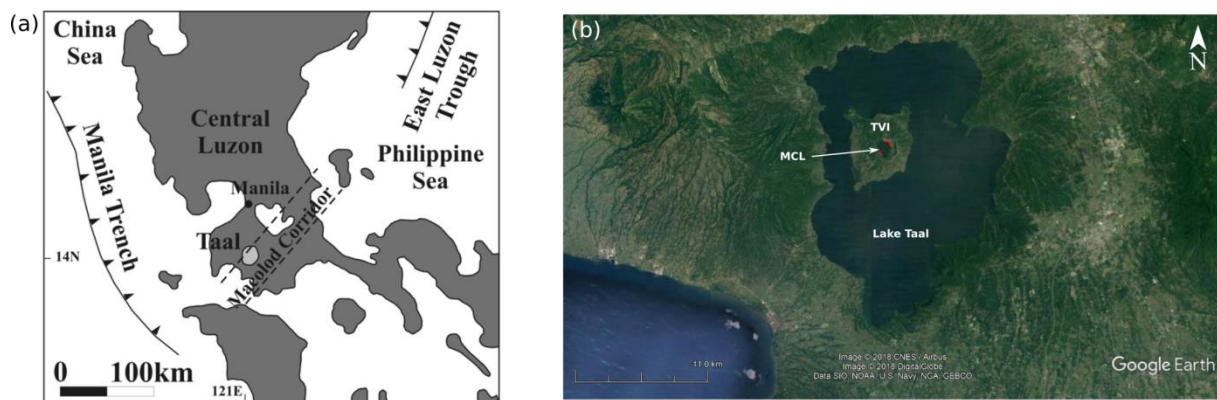 (a)
China
Sea
East Luzon
Trough
Central
Luzon
Philippine
Sea
Manila Trench
Manila
Macolod Corridor
Taal
14N
0 100km
121E
(b)
N
TVI
MCL
Lake Taal
11.0 km
Image © 2018 CNES / Airbus
Image © 2018 DigitalGlobe
Data SIO, NOAA, U.S. Navy, NGA, GEBCO
Google Earth